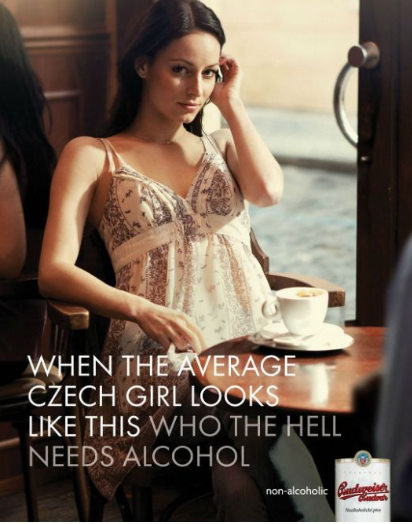 WHEN THE AVERAGE
CZECH GIRL LOOKS
LIKE THIS WHO THE HELL
NEEDS ALCOHOL
non-alcoholic
Budweiser
Budvar